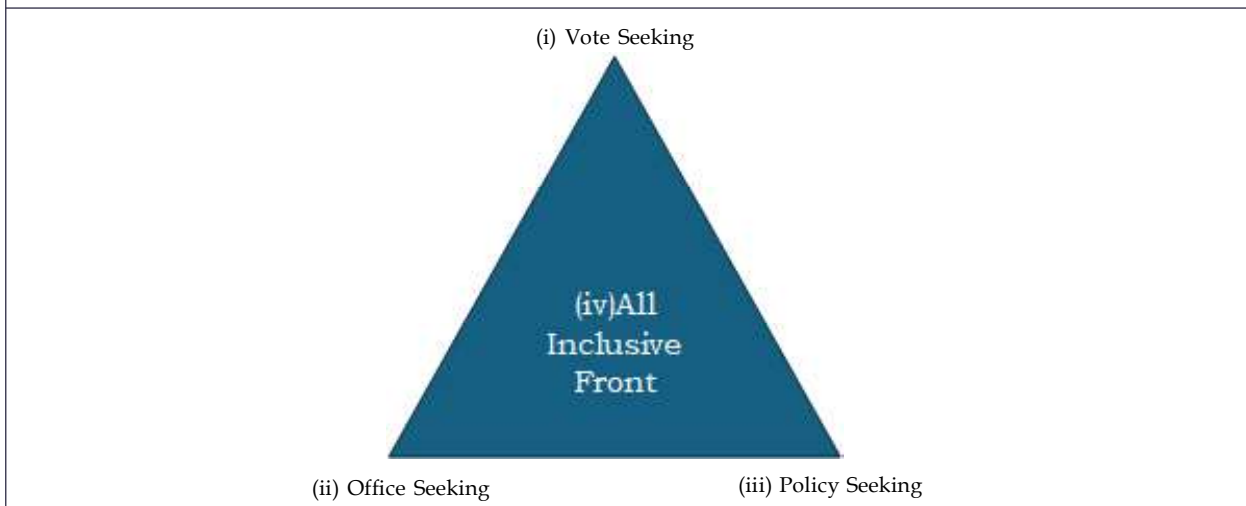 (i) Vote Seeking
(iv)All
Inclusive
Front
(ii) Office Seeking
(iii) Policy Seeking